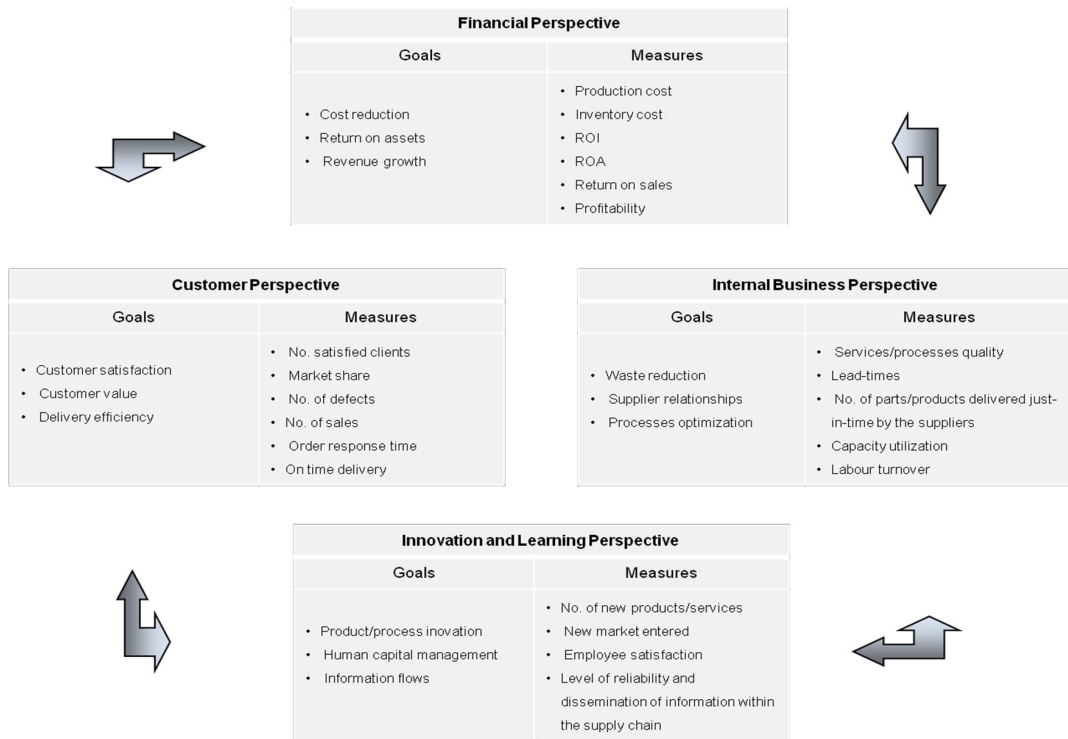 Financial Perspective
Goals
Measures
• Cost reduction
• Return on assets
• Revenue growth
• Production cost
• Inventory cost
• ROI
• ROA
• Return on sales
• Profitability
Customer Perspective
Goals
Measures
• Customer satisfaction
• Customer value
• Delivery efficiency
• No. satisfied clients
• Market share
• No. of defects
• No. of sales
• Order response time
• On time delivery
Internal Business Perspective
Goals
Measures
• Waste reduction
• Supplier relationships
• Processes optimization
• Services/processes quality
• Lead-times
• No. of parts/products delivered just-
in-time by the suppliers
• Capacity utilization
• Labour turnover
Innovation and Learning Perspective
Goals
Measures
• Product/process inovation
• Human capital management
• Information flows
• No. of new products/services
• New market entered
• Employee satisfaction
• Level of reliability and
dissemination of information within
the supply chain